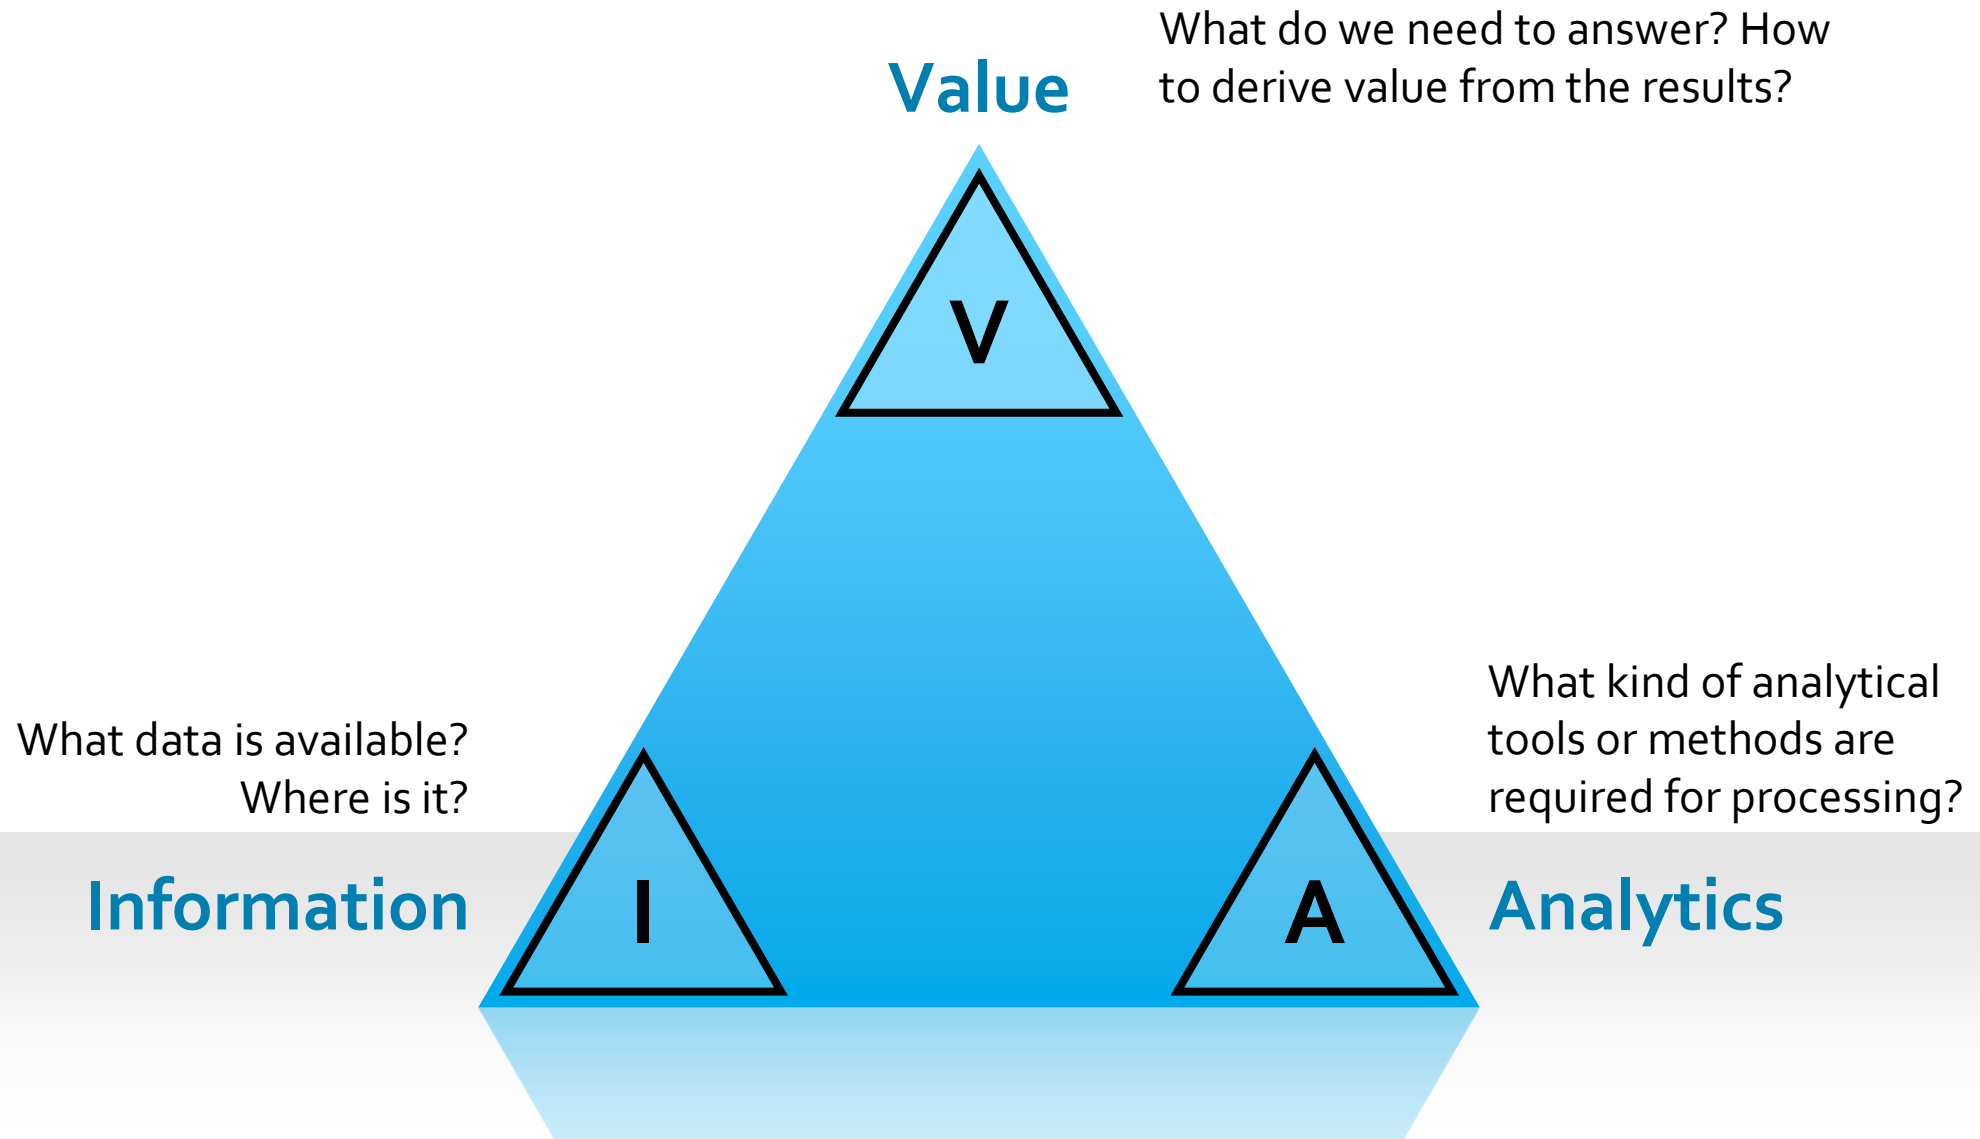 What do we need to answer? How
to derive value from the results?
Value
V
What kind of analytical
tools or methods are
required for processing?
What data is available?
Where is it?
Information
I
A
Analytics